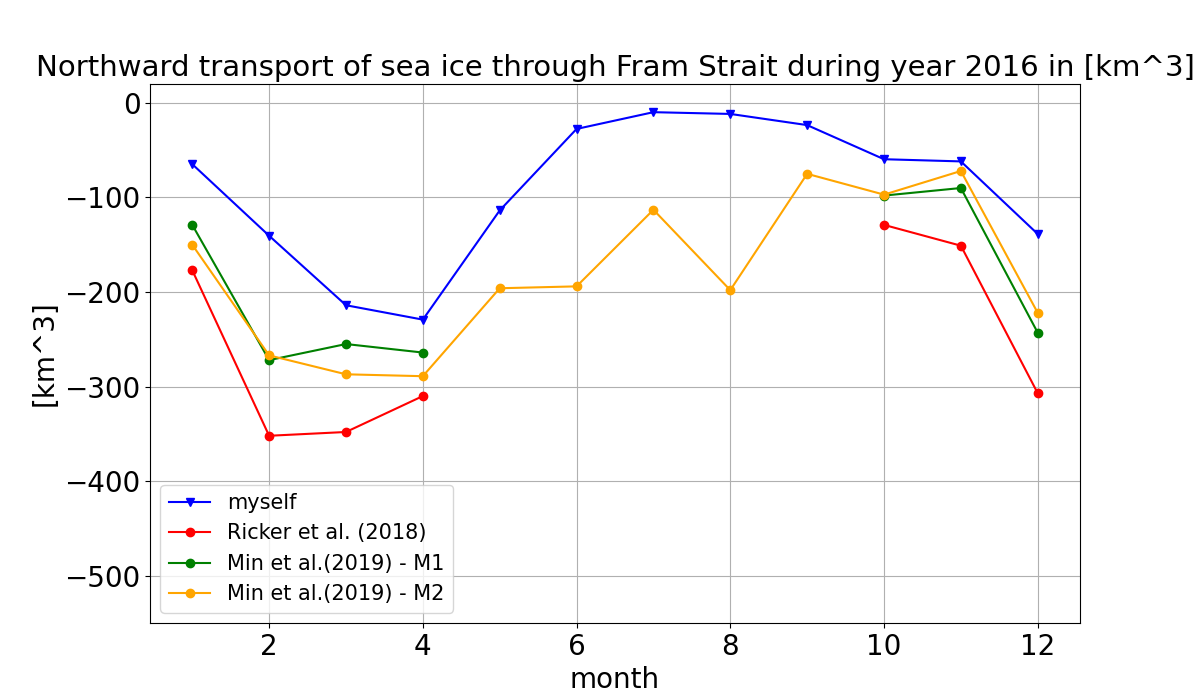 Northward transport of sea ice through Fram Strait during year 2016 in [km^3]
0
−100
−200
−300
−400
−500
[km^3]
myself
Ricker et al. (2018)
Min et al.(2019) - M1
Min et al.(2019) - M2
2 4 6 8 10 12
month